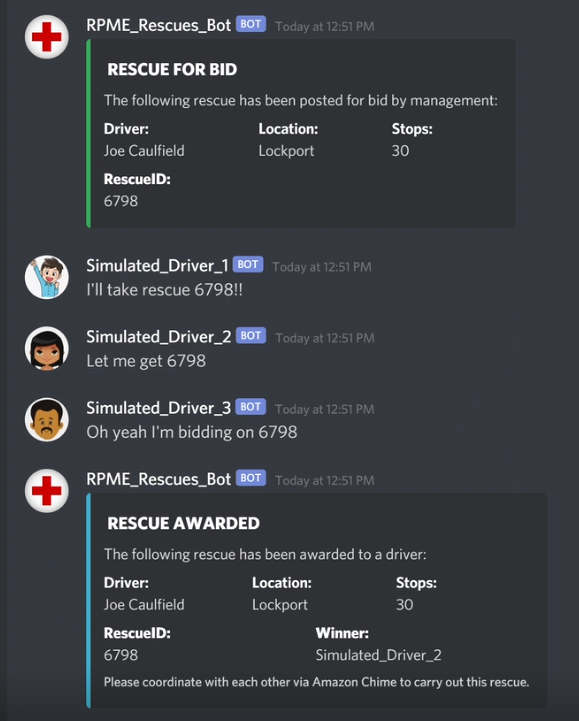 RPME_Rescues_Bot BOT Today at 12:51 PM
RESCUE FOR BID
The following rescue has been posted for bid by management:
Driver: Location: Stops:
Joe Caulfield Lockport 30
RescueID:
6798
Simulated_Driver_1 BOT Today at 12:51 PM
I'll take rescue 6798!!
Simulated_Driver_2 BOT Today at 12:51 PM
Let me get 6798
Simulated_Driver_3 BOT Today at 12:51 PM
Oh yeah I'm bidding on 6798
RPME_Rescues_Bot BOT Today at 12:51 PM
RESCUE AWARDED
The following rescue has been awarded to a driver:
Driver: Location: Stops:
Joe Caulfield Lockport 30
RescueID: Winner:
6798 Simulated_Driver_2
Please coordinate with each other via Amazon Chime to carry out this rescue.